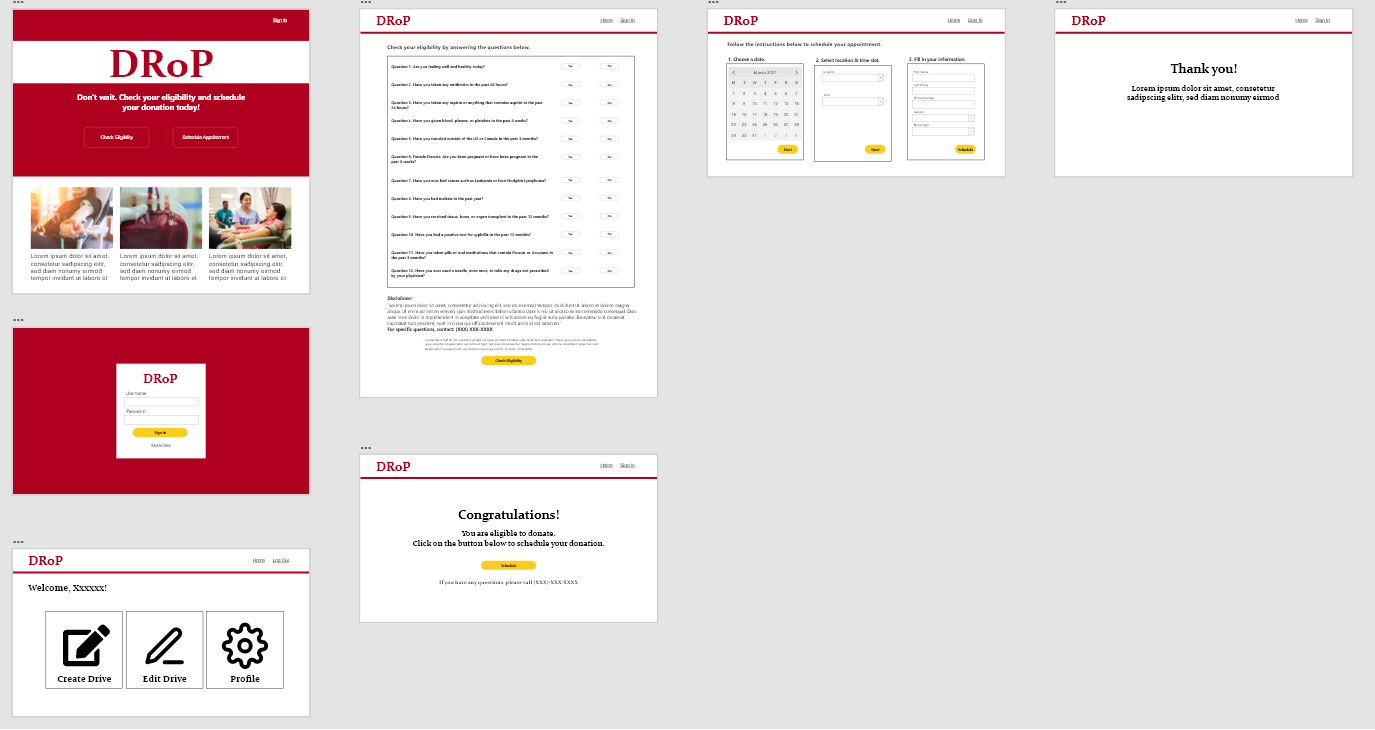 Sign In
DRoP
Don't wait. Check your eligibility and schedule
your donation today!
Check Eligibility
Schedule Appointment
Lorem ipsum dolor sit amet,
consetetur sadipscing elitr,
sed diam nonumy eirmod
tempor invidunt ut labore et
Lorem ipsum dolor sit amet,
consetetur sadipscing elitr,
sed diam nonumy eirmod
tempor invidunt ut labore et
Lorem ipsum dolor sit amet,
consetetur sadipscing elitr,
sed diam nonumy eirmod
tempor invidunt ut labore et
DRoP
Username
Password
Sign In
DRoP
Home
Log Out
Welcome, Xxxxxx!
Create Drive
Edit Drive
Profile
DRoP
Home
Sign In
Check your eligibility by answering the questions below.
Question 1. Are you feeling well and healthy today?
Yes
No
Question 2. Have you taken any antibiotics in the past 48 hours?
Yes
No
Question 3. Have you taken any aspirin or anything that contains aspirin in the past
Yes
No
hours?
Question 4. Have you given blood, plasma, or platelets in the past 8 weeks?
Yes
No
Question 5. Have you traveled outside of the US or Canada in the past 3 months?
Yes
No
Question 6. Female Donors: Are you been pregnant or have been pregnant in the
Yes
No
past 6 weeks?
Question 7. Have you ever had cancer such as Leukemia or Non-Hodgkin Lymphoma?
Yes
No
Question 8. Have you had malaria in the past year?
Yes
No
Question 9. Have you received tissue, bone, or organ transplant in the past 12 months?
Yes
No
Question 10. Have you had a positive test for syphilis in the past 12 months?
Yes
No
Question 11. Have you taken pills or oral medications that contain Proscar or Accutane in
Yes
No
the past 3 months?
Question 12. Have you ever used a needle, even once, to take any drugs not prescribed
Yes
No
by your physician?
Disclaimer:
"Lorem ipsum dolor sit amet, consectetur adipiscing elit, sed do eiusmod tempor incididunt ut labore et dolore magna
aliqua. Ut enim ad minim veniam, quis nostrud exercitation ullamco laboris nisi ut aliquip ex ea commodo consequat. Duis
aute irure dolor in reprehenderit in voluptate velit esse cillum dolore eu fugiat nulla pariatur. Excepteur sint occaecat
cupidatat non proident, sunt in culpa qui officia deserunt mollit anim id est laborum."
For specific questions, contact: (XXX) XXX-XXXX
Check Eligibility
DRoP
Home
Sign In
Congratulations!
You are eligible to donate.
Click on the button below to schedule your donation.
Schedule
If you have any questions, please call (XXX)-XXX-XXXX
DRoP
Home
Sign In
Follow the instructions below to schedule your appointment.
1. Choose a date.
March 2021
M T W T F S S
1 2 3 4 5 6 7
8 9 10 11 12 13 14
15 16 17 18 19 20 21
22 23 24 25 26 27 28
29 30 31 1 2 3 4
Next
2. Select location & time slot.
Location
Time
Next
3. Fill in your information.
First Name
Last Name
Phone Number
Blood Type
Schedule
DRoP
Home
Sign In
Thank you!
Lorem ipsum dolor sit amet, consetetur
sadipscing elitr, sed diam nonumy eirmod